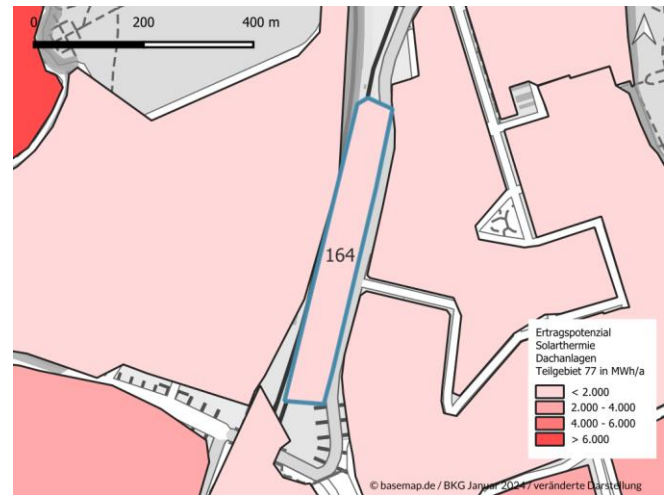 0 200 400 m
164
Ertragspotenzial
Solarthermie
Dachanlagen
Teilgebiet 77 in MWh/a
< 2.000
2.000 - 4.000
4.000 - 6.000
> 6.000
© basemap.de / BKG Januar 2024 / veränderte Darstellung